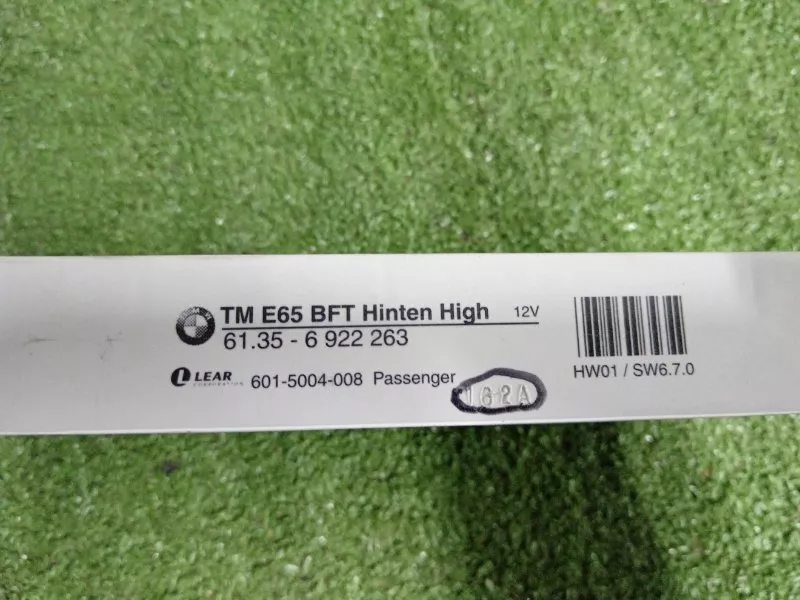 TM E65 BFT Hinten High 12V
61.35 - 6 922 263
LEAR
CORPORATION
601-5004-008 Passenger
162A
HW01 / SW6.7.0